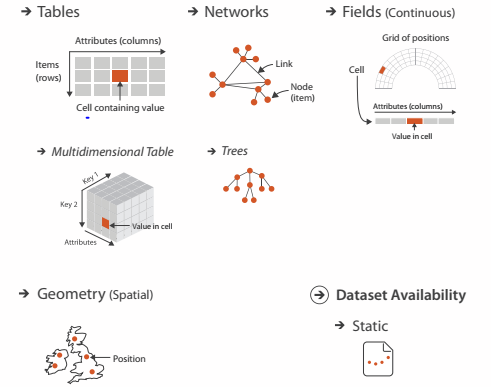 → Tables
Attributes (columns)
Items
(rows)
Cell containing value
→ Networks
Link
Node
(item)
→ Fields (Continuous)
Grid of positions
Cell
Attributes (columns)
Value in cell
→ Multidimensional Table
Key 1
Key 2
Value in cell
Attributes
→ Trees
→ Geometry (Spatial)
Position
→ Dataset Availability
→ Static